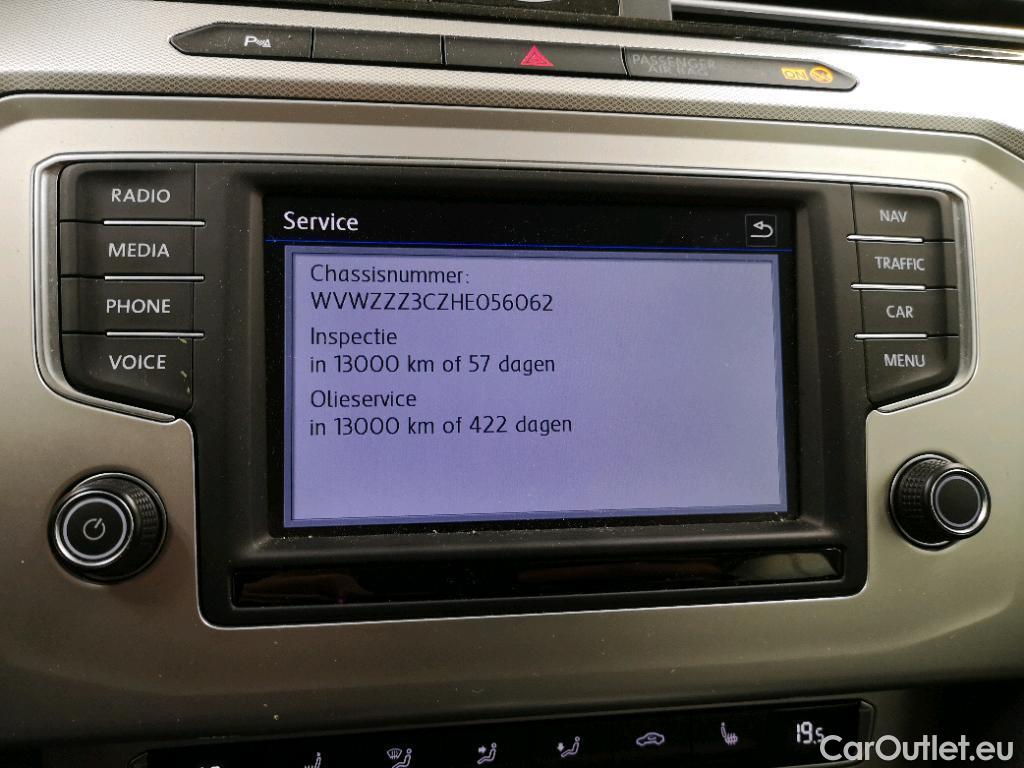 P
PASSENGER
AIR BAG
ON
RADIO
MEDIA
PHONE
VOICE
Service
Chassisnummer:
WVWZZZ3CZHE056062
Inspectie
in 13000 km of 57 dagen
Olieservice
in 13000 km of 422 dagen
NAV
TRAFFIC
CAR
MENU
19.5
CarOutlet.eu